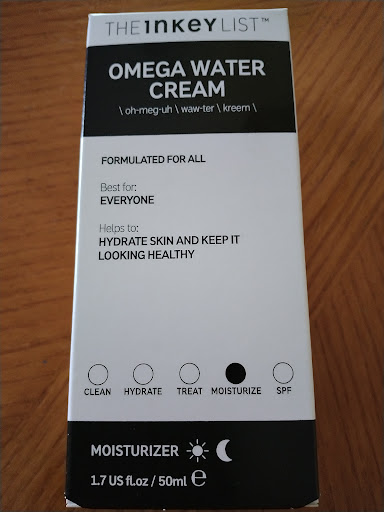 THE INKEY LIST™
OMEGA WATER
CREAM
\ oh-meg-uh \ waw-ter \ kreem \
FORMULATED FOR ALL
Best for:
EVERYONE
Helps to:
HYDRATE SKIN AND KEEP IT
LOOKING HEALTHY
CLEAN HYDRATE TREAT MOISTURIZE SPF
MOISTURIZER
1.7 US fl.oz / 50ml ℮